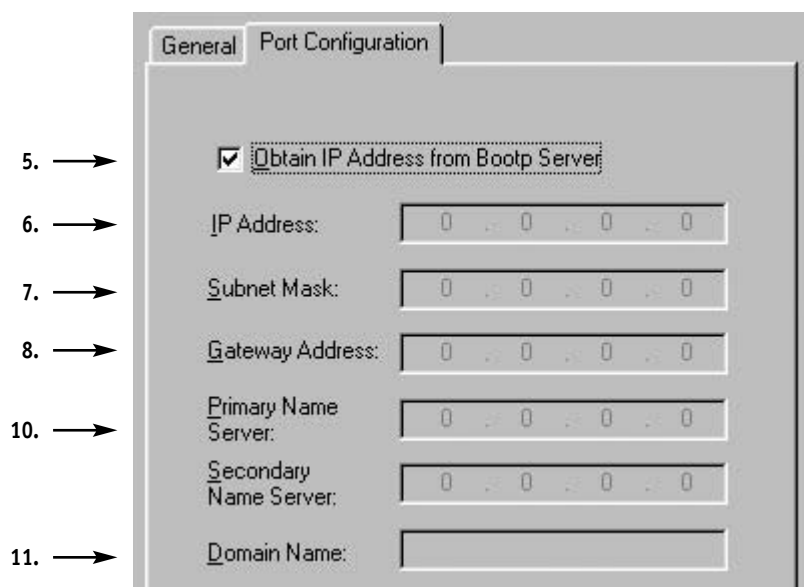 General Port Configuration
5. Obtain IP Address from Bootp Server
6. IP Address: 0 . 0 . 0 . 0
7. Subnet Mask: 0 . 0 . 0 . 0
8. Gateway Address: 0 . 0 . 0 . 0
Primary Name
10. Server: 0 . 0 . 0 . 0
Secondary
Name Server: 0 . 0 . 0 . 0
11. Domain Name: